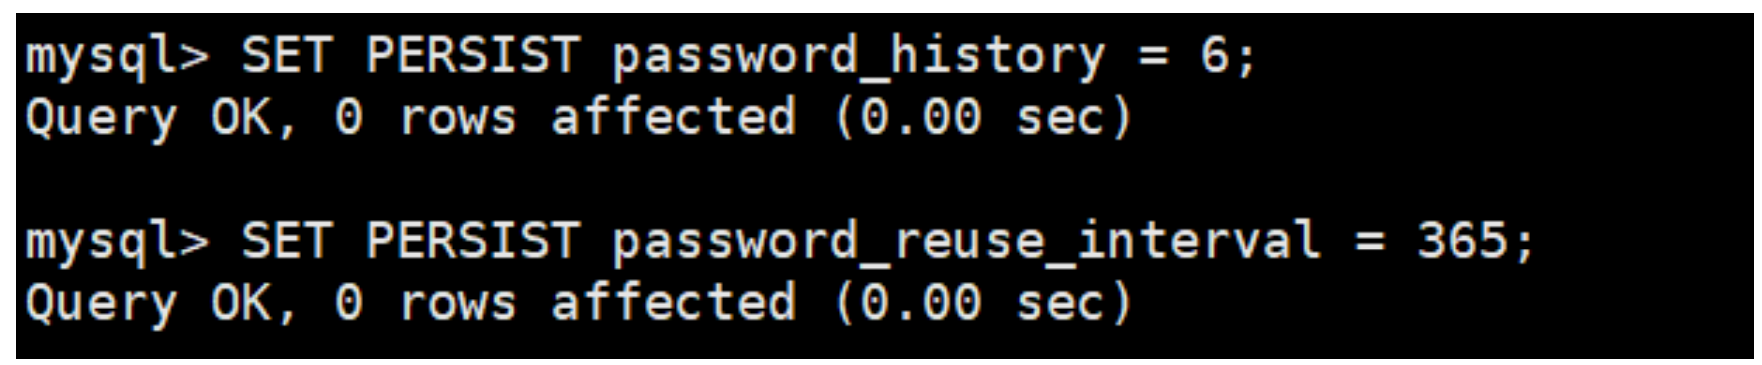 mysql> SET PERSIST password_history = 6;
Query OK, 0 rows affected (0.00 sec)
mysql> SET PERSIST password_reuse_interval = 365;
Query OK, 0 rows affected (0.00 sec)